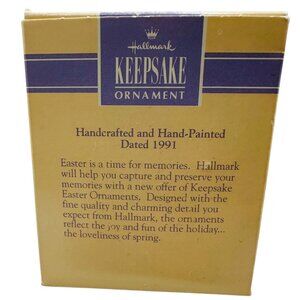 Hallmark
KEEPSAKE
ORNAMENT
Handcrafted and Hand-Painted
Dated 1991
Easter is a time for memories. Hallmark
will help you capture and preserve your
memories with a new offer of Keepsake
Easter Ornaments, Designed with the
fine quality and charming detail you
expect from Hallmark, the ornaments
reflect the joy and fun of the holiday...
the loveliness of spring.